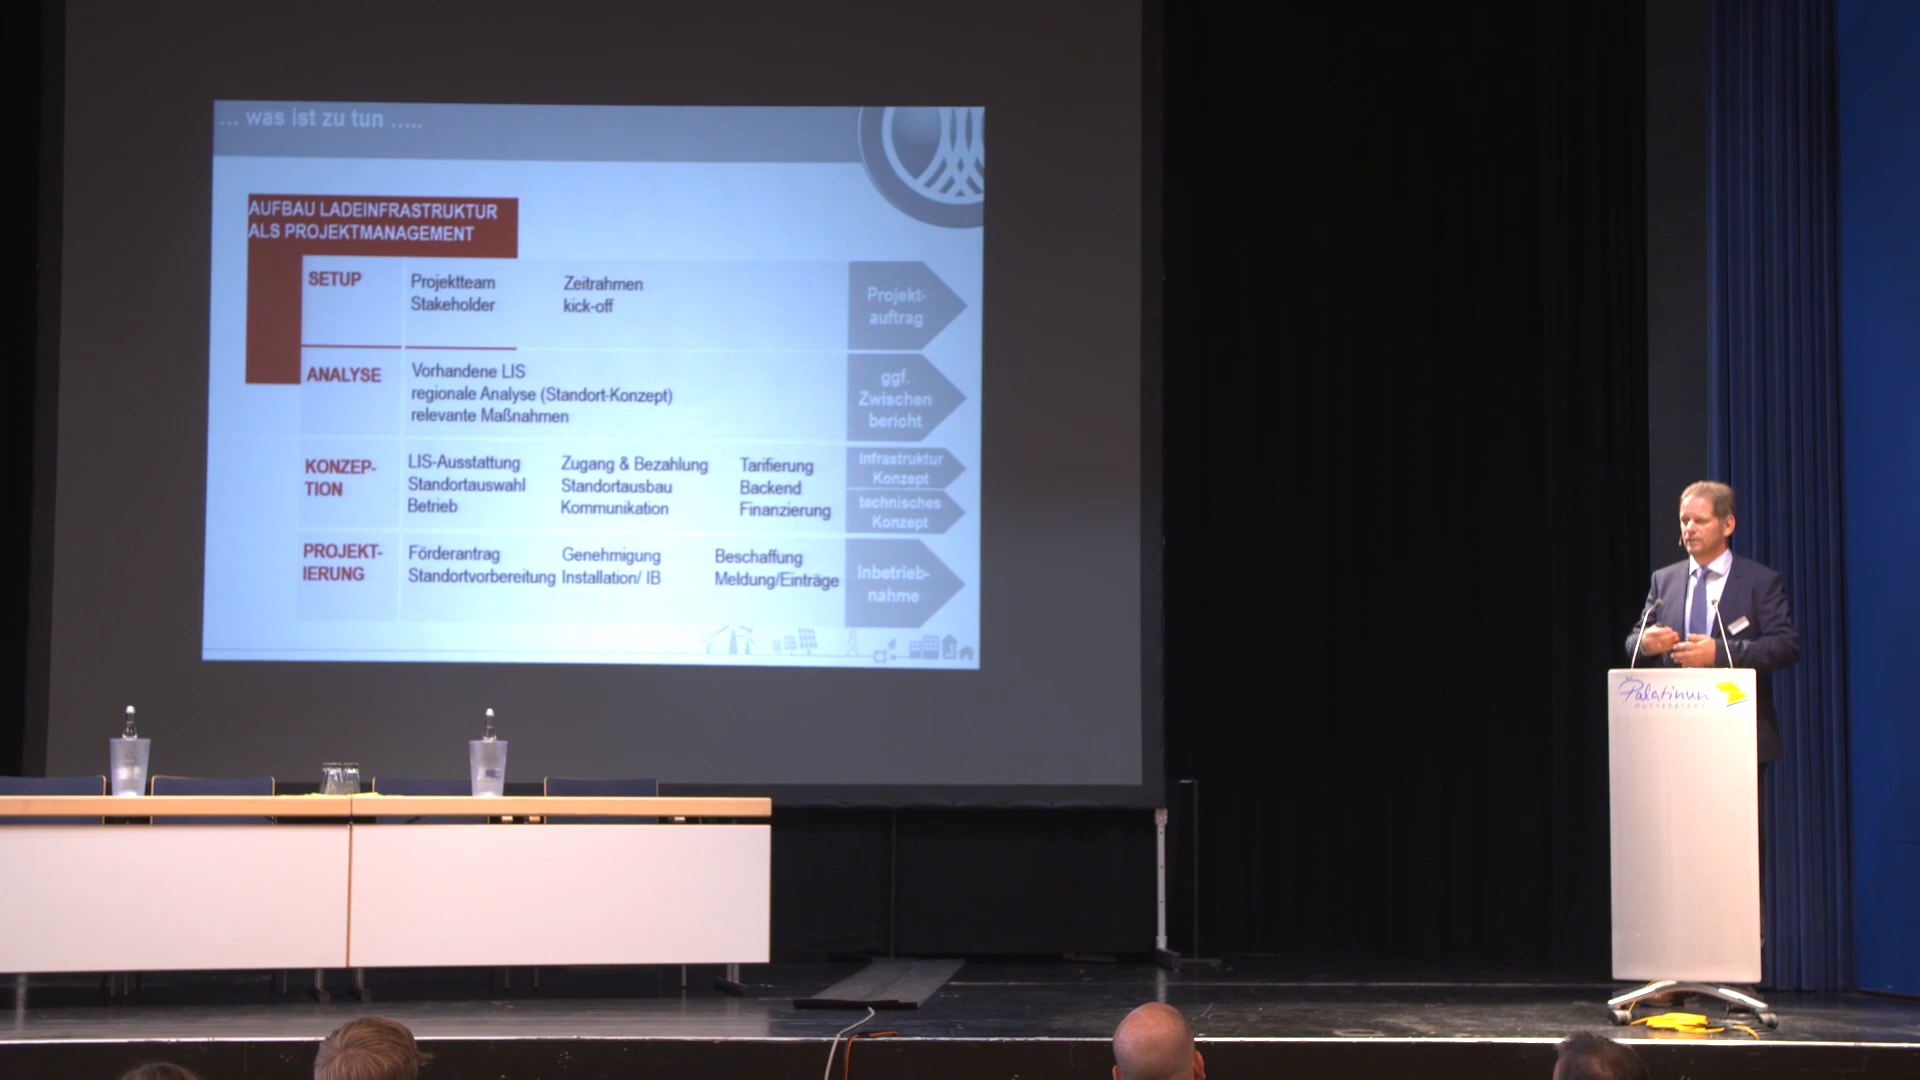 ... was ist zu tun .....
AUFBAU LADEINFRASTRUKTUR
ALS PROJEKTMANAGEMENT
SETUP
Projektteam
Stakeholder
Zeitrahmen
kick-off
Projekt-
auftrag
ANALYSE
Vorhandene LIS
regionale Analyse (Standort-Konzept)
relevante Maßnahmen
ggf.
Zwischen
bericht
KONZEP-
TION
LIS-Ausstattung
Standortauswahl
Betrieb
Zugang & Bezahlung
Standortausbau
Kommunikation
Tarifierung
Backend
Finanzierung
Infrastruktur
Konzept
technisches
Konzept
PROJEKT-
IERUNG
Förderantrag
Standortvorbereitung
Genehmigung
Installation/ IB
Beschaffung
Meldung/Einträge
Inbetrieb-
nahme
Palatinum
MUTTERSTADT